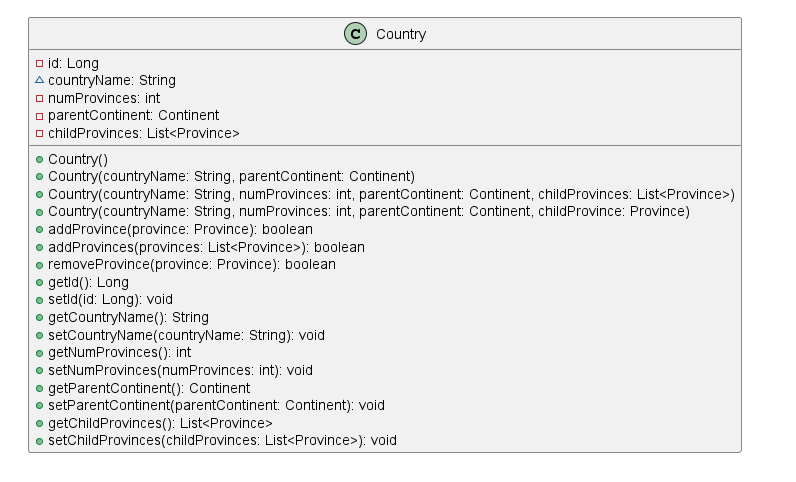 C Country
id: Long
countryName: String
numProvinces: int
parentContinent: Continent
childProvinces: List<Province>
Country()
Country(countryName: String, parentContinent: Continent)
Country(countryName: String, numProvinces: int, parentContinent: Continent, childProvinces: List<Province>)
Country(countryName: String, numProvinces: int, parentContinent: Continent, childProvince: Province)
addProvince(province: Province): boolean
addProvinces(provinces: List<Province>): boolean
removeProvince(province: Province): boolean
getId(): Long
setId(id: Long): void
getCountryName(): String
setCountryName(countryName: String): void
getNumProvinces(): int
setNumProvinces(numProvinces: int): void
getParentContinent(): Continent
setParentContinent(parentContinent: Continent): void
getChildProvinces(): List<Province>
setChildProvinces(childProvinces: List<Province>): void